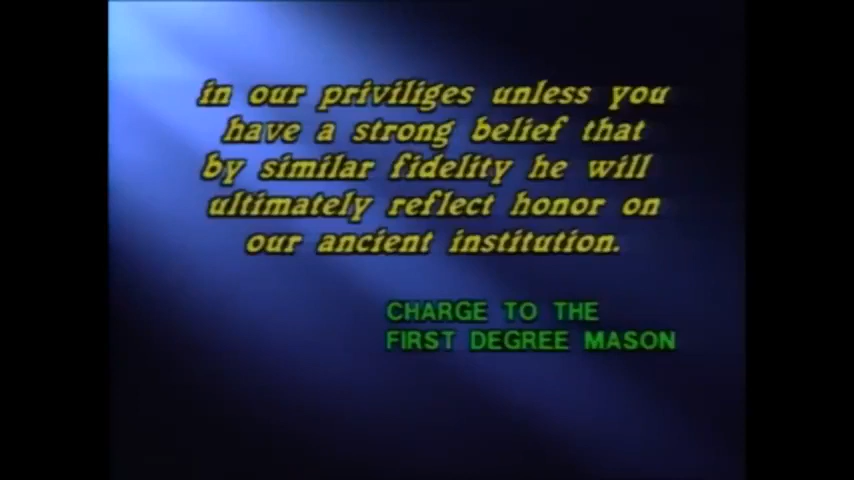 in our priviliges unless you
have a strong belief that
by similar fidelity he will
ultimately reflect honor on
our ancient institution.
CHARGE TO THE
FIRST DEGREE MASON